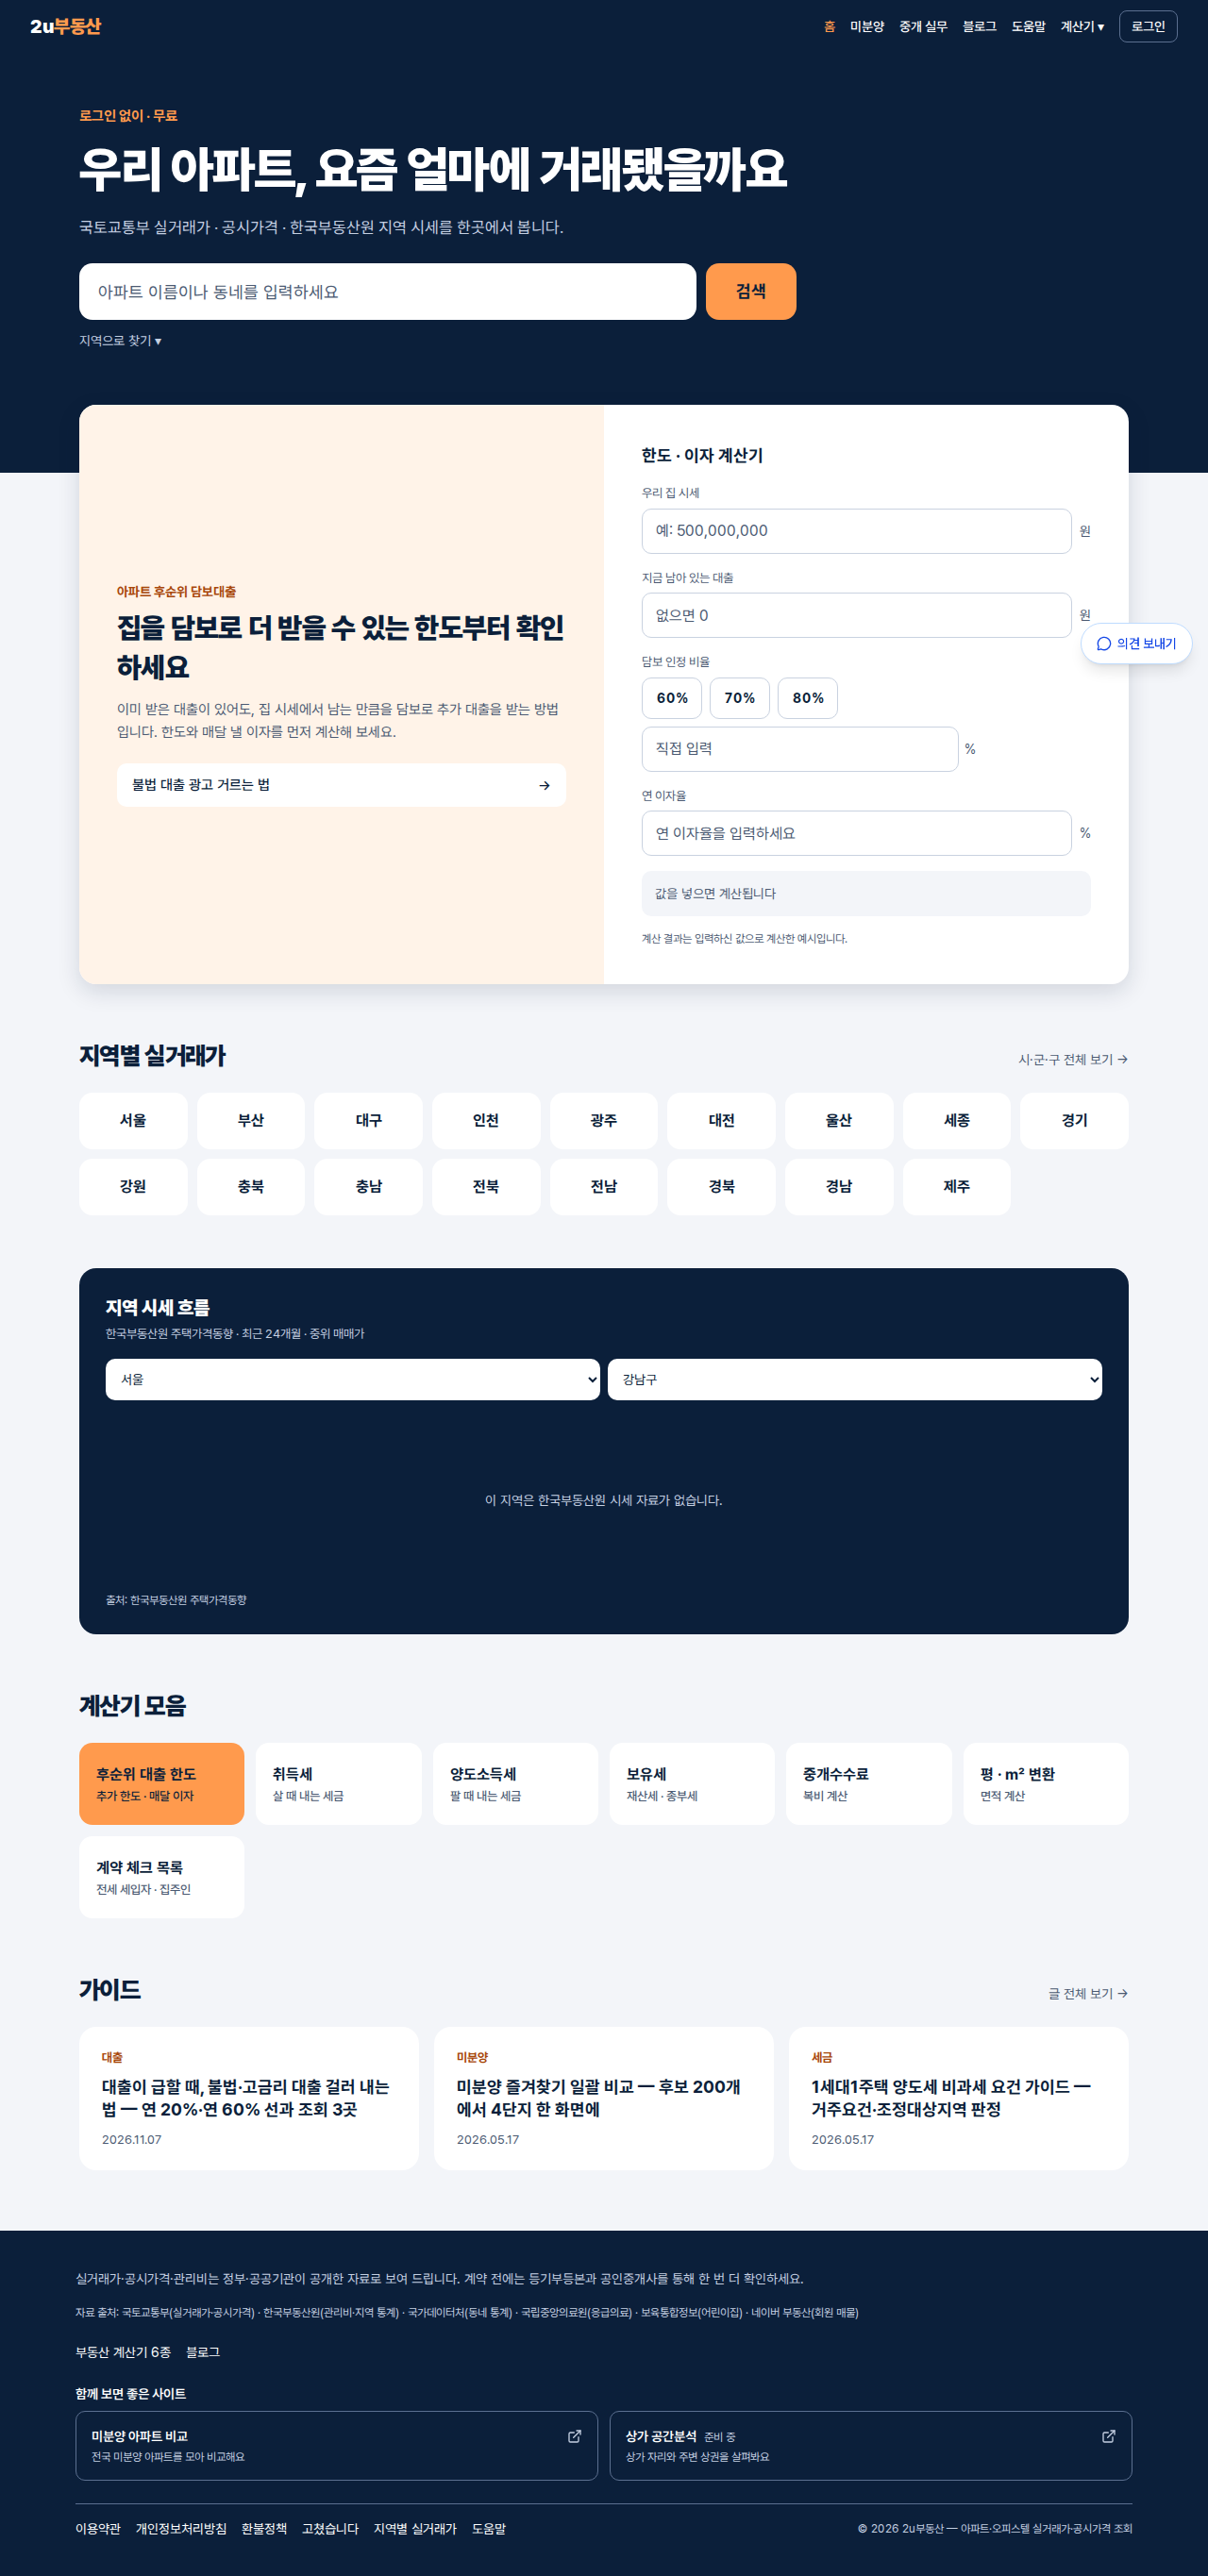 2u부동산
홈 미분양 중개 실무 블로그 도움말 계산기 ▾ 로그인
로그인 없이 · 무료
우리 아파트, 요즘 얼마에 거래됐을까요
국토교통부 실거래가 · 공시가격 · 한국부동산원 지역 시세를 한곳에서 봅니다.
아파트 이름이나 동네를 입력하세요
검색
지역으로 찾기 ▾
아파트 후순위 담보대출
집을 담보로 더 받을 수 있는 한도부터 확인
하세요
이미 받은 대출이 있어도, 집 시세에서 남는 만큼을 담보로 추가 대출을 받는 방법
입니다. 한도와 매달 낼 이자를 먼저 계산해 보세요.
불법 대출 광고 거르는 법 →
한도 · 이자 계산기
우리 집 시세
예: 500,000,000 원
지금 남아 있는 대출
없으면 0 원
담보 인정 비율
60% 70% 80%
직접 입력 %
연 이자율
연 이자율을 입력하세요 %
값을 넣으면 계산됩니다
계산 결과는 입력하신 값으로 계산한 예시입니다.
의견 보내기
지역별 실거래가
시·군·구 전체 보기 →
서울 부산 대구 인천 광주 대전 울산 세종 경기
강원 충북 충남 전북 전남 경북 경남 제주
지역 시세 흐름
한국부동산원 주택가격동향 · 최근 24개월 · 중위 매매가
서울 강남구
이 지역은 한국부동산원 시세 자료가 없습니다.
출처: 한국부동산원 주택가격동향
계산기 모음
후순위 대출 한도 취득세 양도소득세 보유세 중개수수료 평 · m² 변환
추가 한도 · 매달 이자 살 때 내는 세금 팔 때 내는 세금 재산세 · 종부세 복비 계산 면적 계산
계약 체크 목록
전세 세입자 · 집주인
가이드
글 전체 보기 →
대출
대출이 급할 때, 불법·고금리 대출 걸러 내는
법 — 연 20%·연 60% 선과 조회 3곳
2026.11.07
미분양
미분양 즐겨찾기 일괄 비교 — 후보 200개
에서 4단지 한 화면에
2026.05.17
세금
1세대1주택 양도세 비과세 요건 가이드 —
거주요건·조정대상지역 판정
2026.05.17
실거래가·공시가격·관리비는 정부·공공기관이 공개한 자료로 보여 드립니다. 계약 전에는 등기부등본과 공인중개사를 통해 한 번 더 확인하세요.
자료 출처: 국토교통부(실거래가·공시가격) · 한국부동산원(관리비·지역 통계) · 국가데이터처(동네 통계) · 국립중앙의료원(응급의료) · 보육통합정보(어린이집) · 네이버 부동산(회원 매물)
부동산 계산기 6종 블로그
함께 보면 좋은 사이트
미분양 아파트 비교
전국 미분양 아파트를 모아 비교해요
상가 공간분석 준비 중
상가 자리와 주변 상권을 살펴봐요
이용약관 개인정보처리방침 환불정책 고쳤습니다 지역별 실거래가 도움말
© 2026 2u부동산 — 아파트·오피스텔 실거래가·공시가격 조회